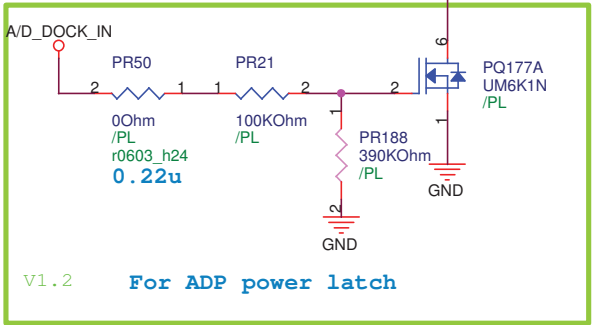 A/D_DOCK_IN
PR50
PR21
2
1
1
2
2
6
PQ177A
UM6K1N
/PL
0Ohm
/PL
r0603_h24
0.22u
100KOhm
/PL
1
PR188
390KOhm
/PL
2
GND
1
GND
V1.2
For ADP power latch